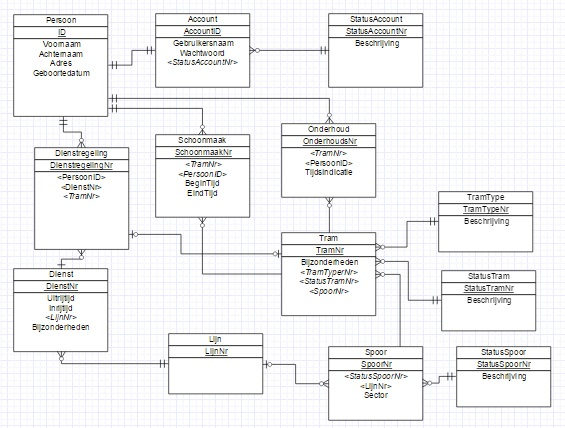 Persoon
ID
Voornaam
Achternaam
Adres
Geboortedatum
Account
AccountID
Gebruikersnaam
Wachtwoord
<StatusAccountNr>
StatusAccount
StatusAccountNr
Beschrijving
Dienstregeling
DienstregelingNr
<PersoonID>
<DienstNr>
<TramNr>
Schoonmaak
SchoonmaakNr
<TramNr>
<PersoonID>
BeginTijd
EindTijd
Onderhoud
OnderhoudsNr
<TramNr>
<PersoonID>
TijdsIndicatie
Tram
TramNr
Bijzonderheden
<TramTyperNr>
<StatusTramNr>
<SpoorNr>
TramType
TramTypeNr
Beschrijving
StatusTram
StatusTramNr
Beschrijving
Dienst
DienstNr
Uitrijtijd
Inrijtijd
<LijnNr>
Bijzonderheden
Lijn
LijnNr
Spoor
SpoorNr
<StatusSpoorNr>
<LijnNr>
Sector
StatusSpoor
StatusSpoorNr
Beschrijving